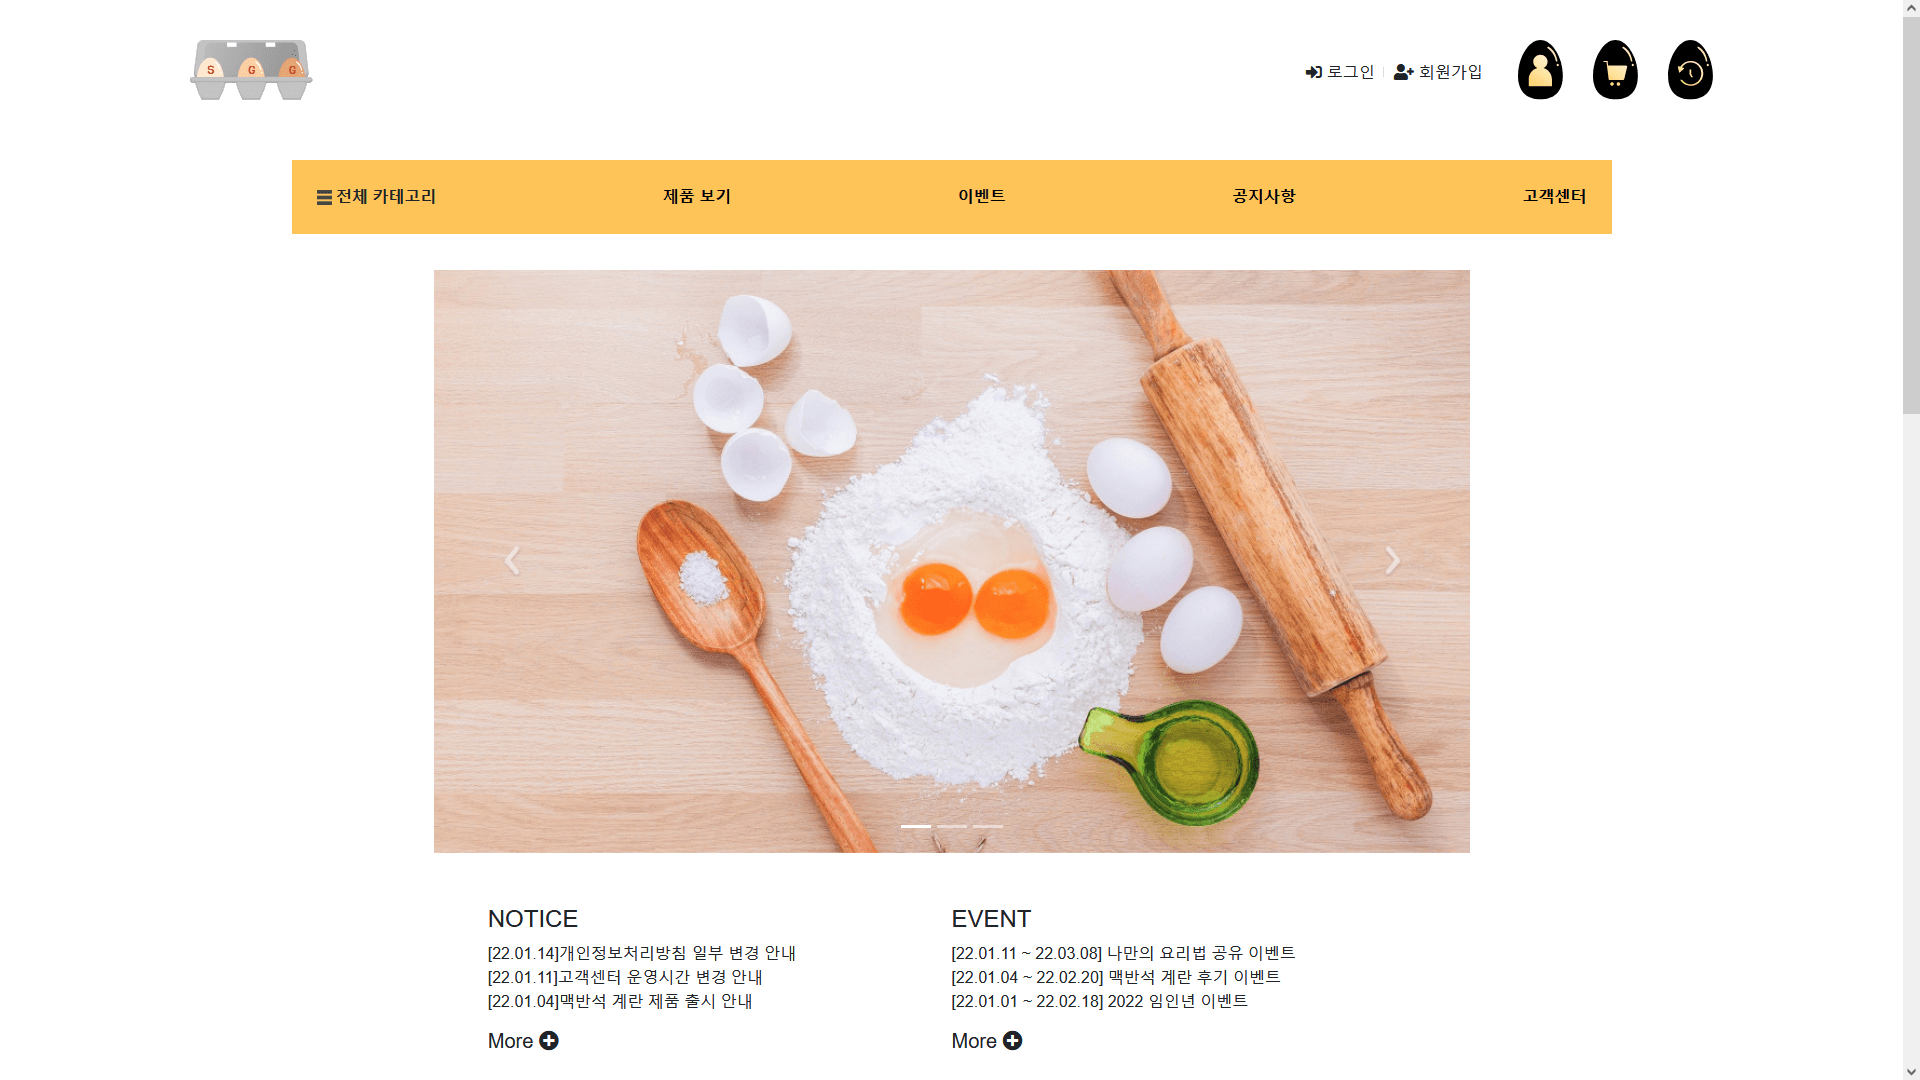 S G G
로그인 회원가입
전체 카테고리 제품 보기 이벤트 공지사항 고객센터
NOTICE
[22.01.14]개인정보처리방침 일부 변경 안내
[22.01.11]고객센터 운영시간 변경 안내
[22.01.04]맥반석 계란 제품 출시 안내
More
EVENT
[22.01.11 ~ 22.03.08] 나만의 요리법 공유 이벤트
[22.01.04 ~ 22.02.20] 맥반석 계란 후기 이벤트
[22.01.01 ~ 22.02.18] 2022 임인년 이벤트
More